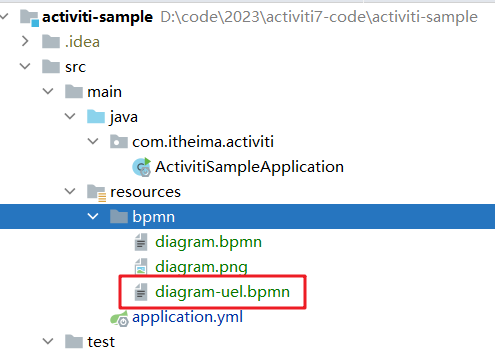 activiti-sample D:\code\2023\activiti7-code\activiti-sample
.idea
src
main
java
com.itheima.activiti
ActivitiSampleApplication
resources
bpmn
diagram.bpmn
diagram.png
diagram-uel.bpmn
application.yml
test